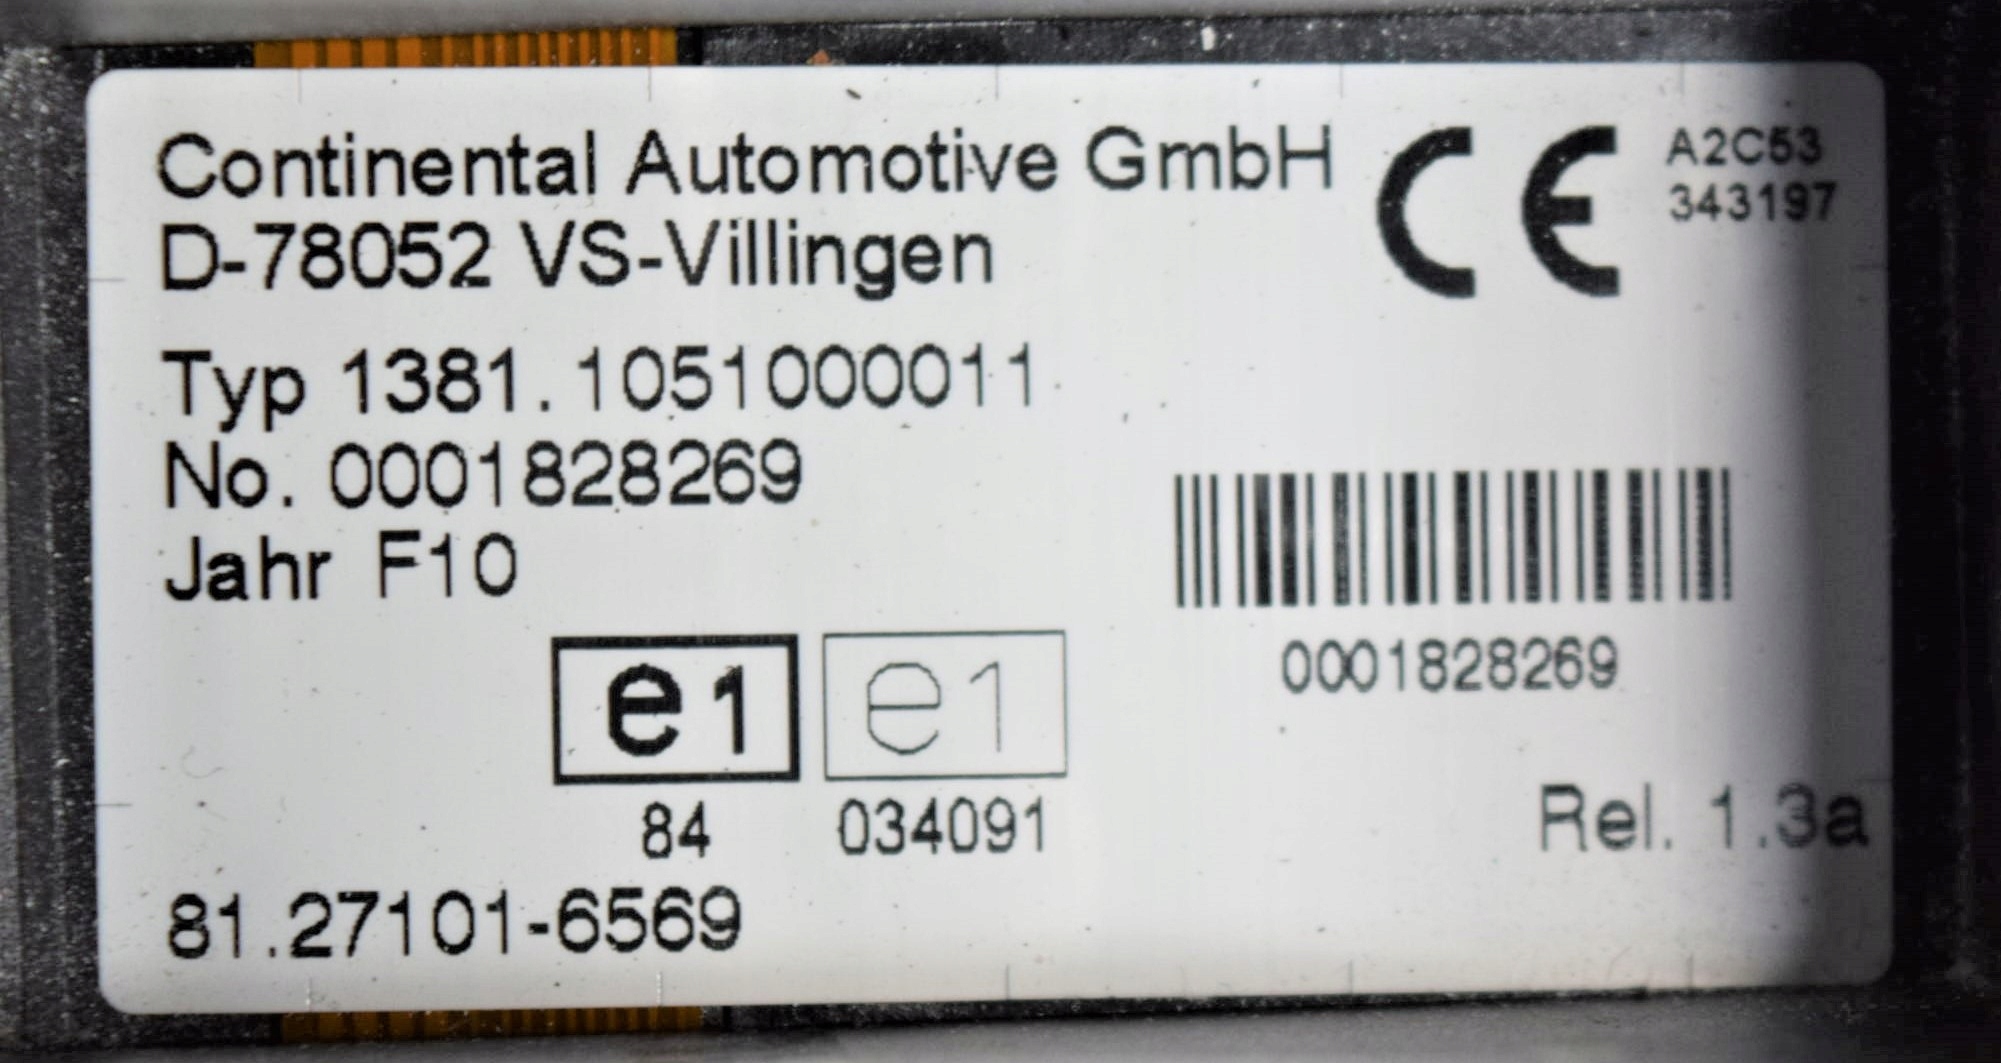 Continental Automotive GmbH
D-78052 VS-Villingen
CE
A2C53
343197
Typ 1381.1051000011
No. 0001828269
Jahr F10
0001828269
e1
84
e1
034091
Rel. 1.3a
81.27101-6569